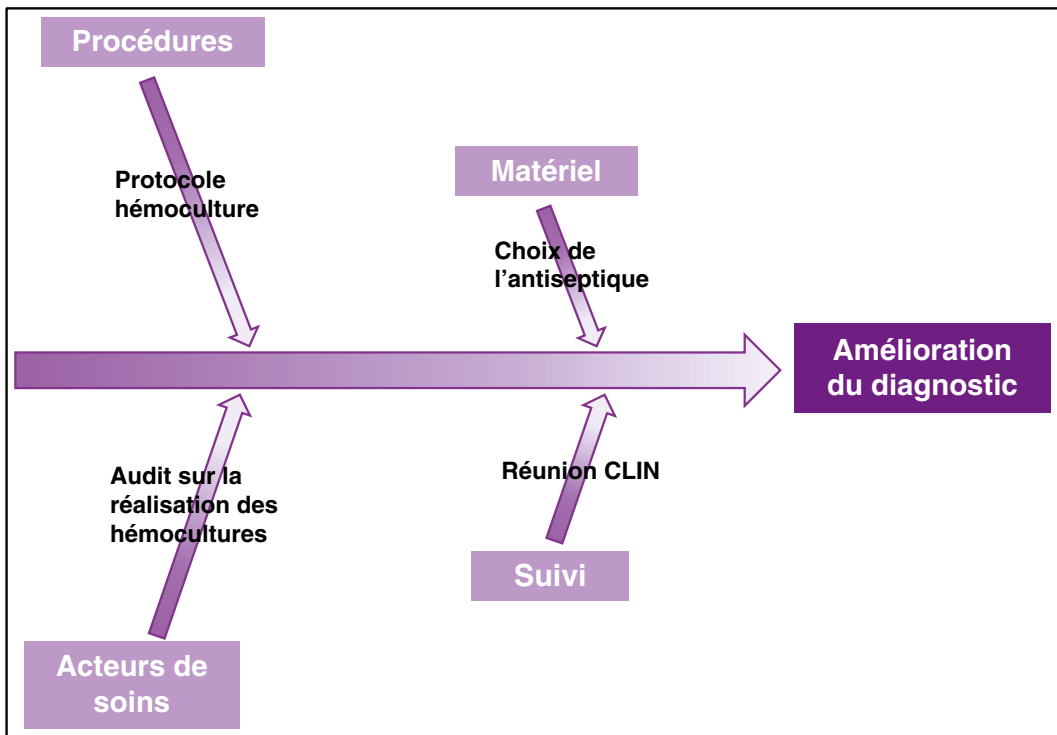 Procédures
Protocole
hémoculture
Matériel
Choix de
l'antiseptique
Amélioration
du diagnostic
Audit sur la
réalisation des
hémocultures
Réunion CLIN
Suivi
Acteurs de
soins